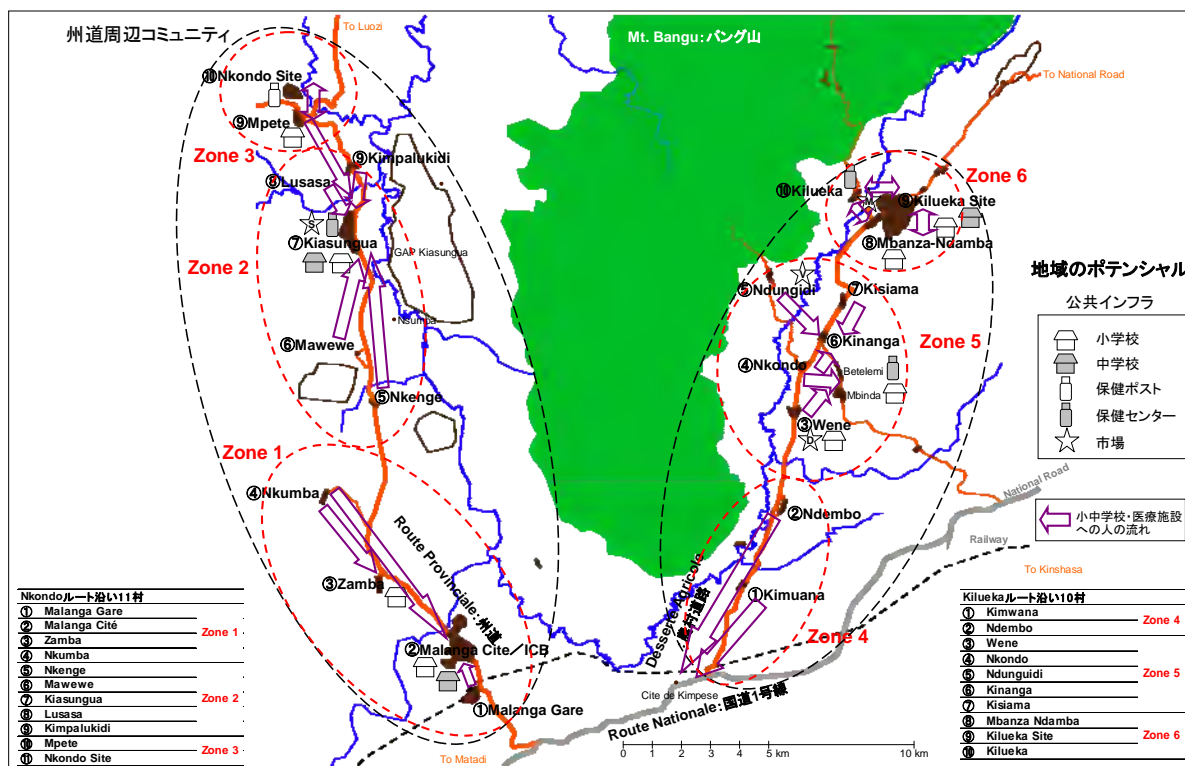 州道周辺コミュニティ
To Luozi
Mt. Bangu:バング山
To National Road
⑩Nkondo Site
⑨Mpete
Zone 3
⑨Kimpalukidi
⑧Lusasa
S
⑦Kiasungua
GAP Kiasungua
Zone 2
Nsumba
⑥Mawewe
⑤Nkenge
Zone 1
④Nkumba
③Zamba
Route Provinciale:州道
②Malanga Cite/ICB
①Malanga Gare
To Matadi
⑩Kilueka
Zone 6
M
⑨Kilueka Site
⑧Mbanza-Ndamba
⑤Ndungidi
⑦Kisiama
⑥Kinanga
Zone 5
④Nkondo
Betelemi
Mbinda
③Wene
D
②Ndembo
National Road
Railway
To Kinshasa
Desserte Agricole
/農村道路
①Kimuana
Zone 4
Cite de Kimpese
Route Nationale:国道1号線
0 1 2 3 4 5 km 10 km
地域のポテンシャル
公共インフラ
小学校
中学校
保健ポスト
保健センター
市場
小中学校・医療施設
への人の流れ
Nkondoルート沿い11村
① Malanga Gare
② Malanga Cité
③ Zamba
④ Nkumba
Zone 1
⑤ Nkenge
⑥ Mawewe
⑦ Kiasungua
⑧ Lusasa
⑨ Kimpalukidi
Zone 2
⑩ Mpete
⑪ Nkondo Site
Zone 3
Kiluekaルート沿い10村
① Kimwana
② Ndembo
Zone 4
③ Wene
④ Nkondo
⑤ Ndunguidi
⑥ Kinanga
⑦ Kisiama
Zone 5
⑧ Mbanza Ndamba
⑨ Kilueka Site
⑩ Kilueka
Zone 6